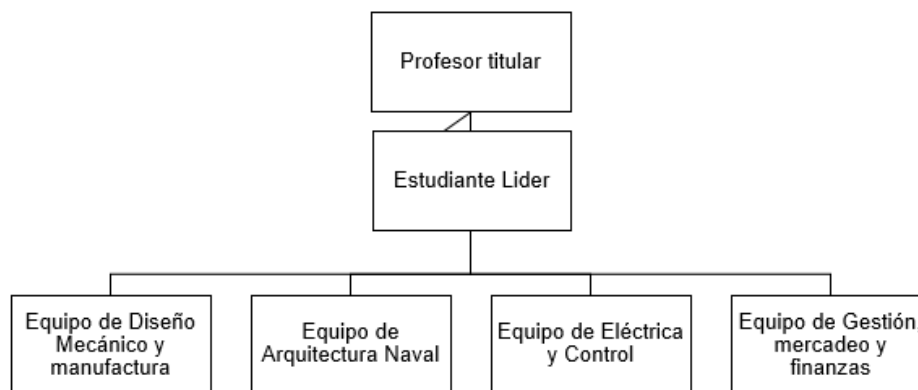 Profesor titular
Estudiante Lider
Equipo de Diseño
Mecánico y
manufactura
Equipo de
Arquitectura Naval
Equipo de Eléctrica
y Control
Equipo de Gestión,
mercadeo y
finanzas